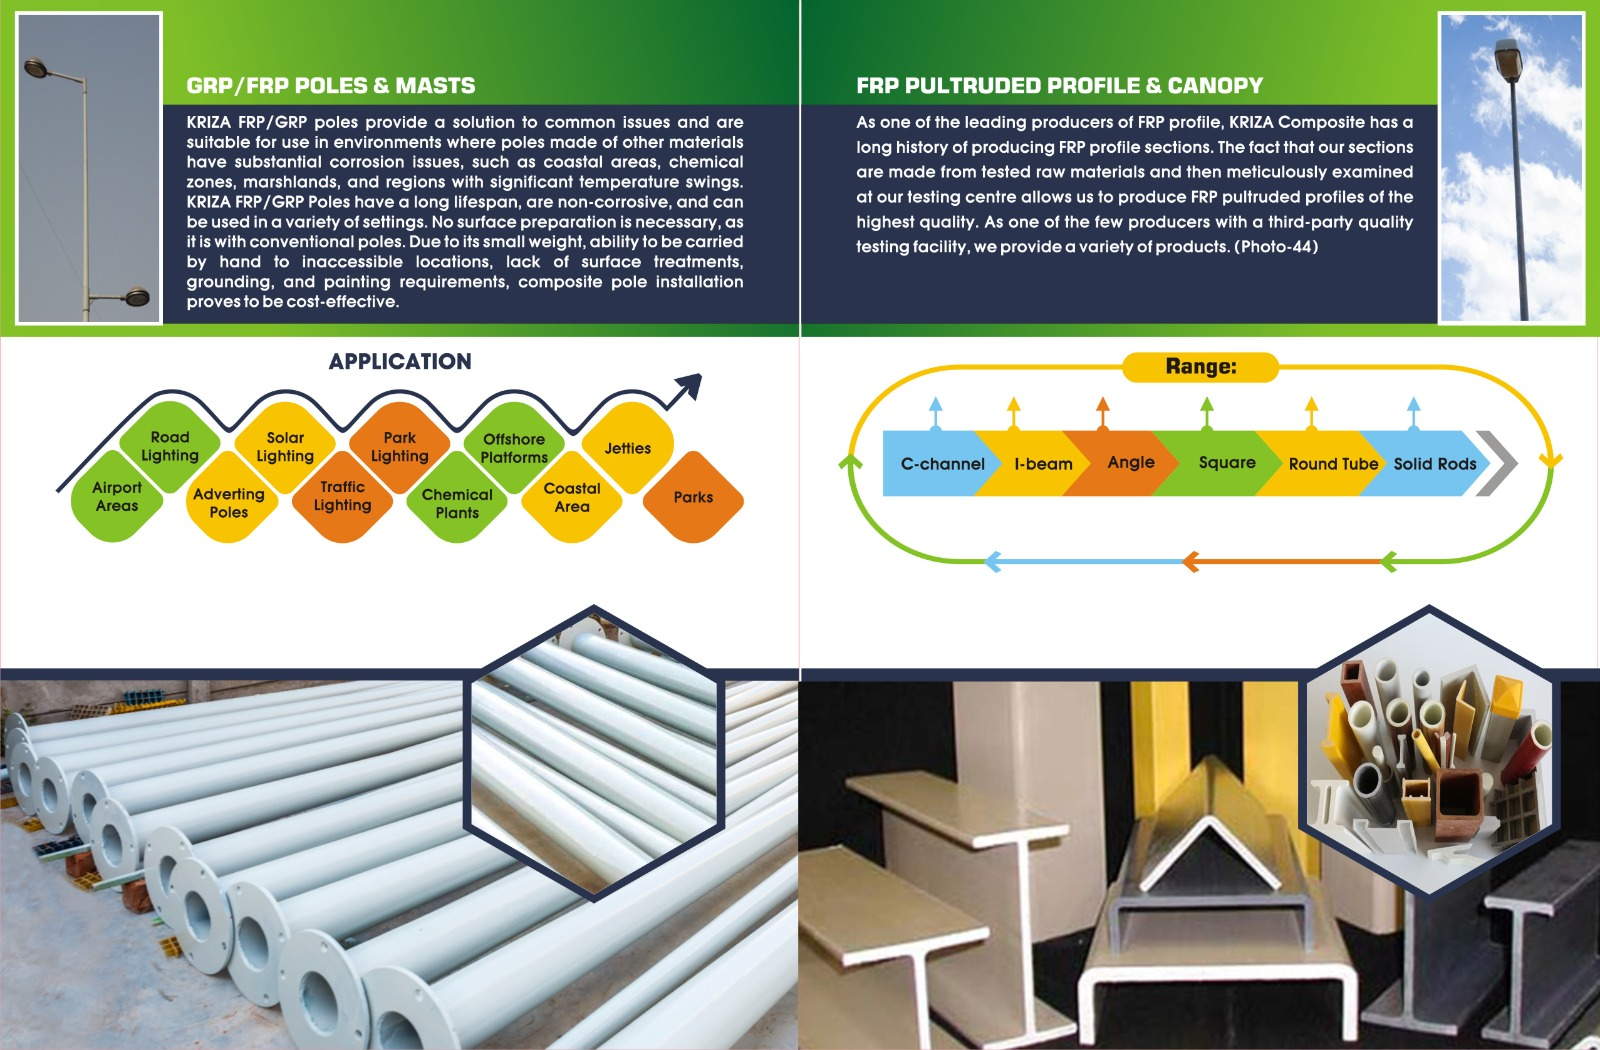 GRP/FRP POLES & MASTS
KRIZA FRP/GRP poles provide a solution to common issues and are
suitable for use in environments where poles made of other materials
have substantial corrosion issues, such as coastal areas, chemical
zones, marshlands, and regions with significant temperature swings.
KRIZA FRP/GRP Poles have a long lifespan, are non-corrosive, and can
be used in a variety of settings. No surface preparation is necessary, as
it is with conventional poles. Due to its small weight, ability to be carried
by hand to inaccessible locations, lack of surface treatments,
grounding, and painting requirements, composite pole installation
proves to be cost-effective.
APPLICATION
Road
Lighting
Solar
Lighting
Park
Lighting
Offshore
Platforms
Jetties
Airport
Areas
Adverting
Poles
Traffic
Lighting
Chemical
Plants
Coastal
Area
Parks
FRP PULTRUDED PROFILE & CANOPY
As one of the leading producers of FRP profile, KRIZA Composite has a
long history of producing FRP profile sections. The fact that our sections
are made from tested raw materials and then meticulously examined
at our testing centre allows us to produce FRP pultruded profiles of the
highest quality. As one of the few producers with a third-party quality
testing facility, we provide a variety of products. (Photo-44)
Range:
C-channel
I-beam
Angle
Square
Round Tube
Solid Rods